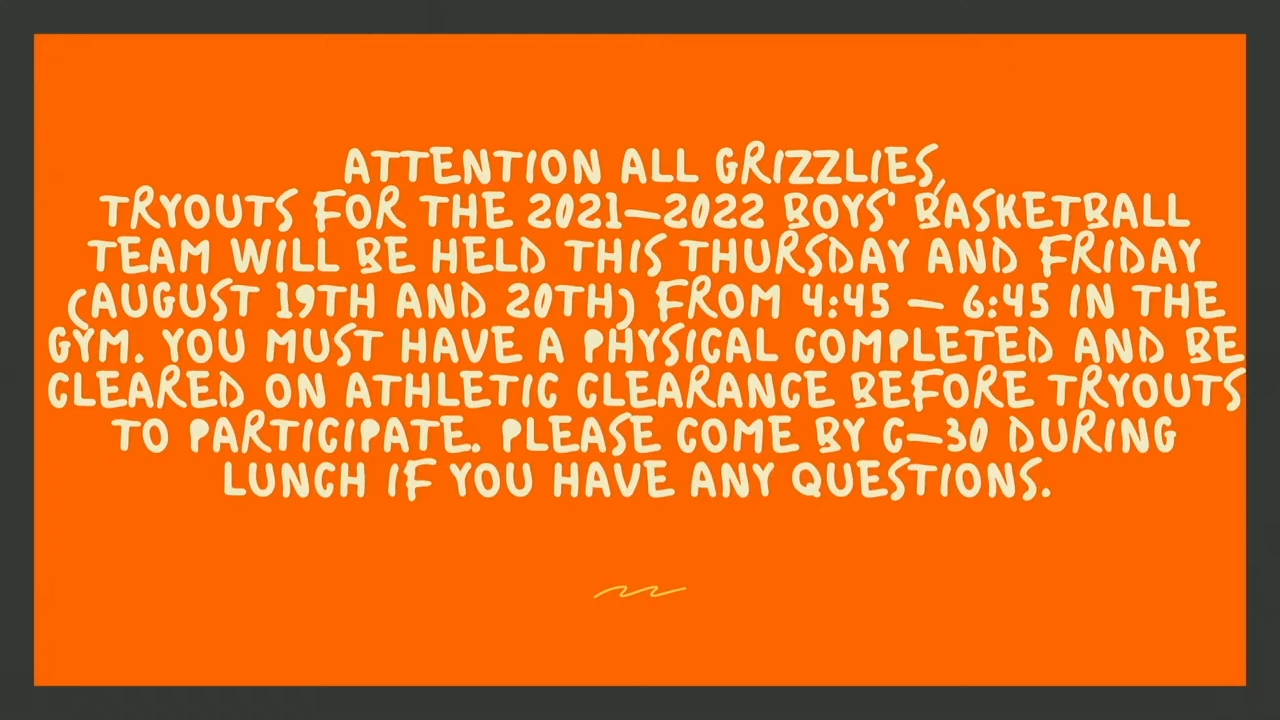 ATTENTION ALL GRIZZLIES,
TRYOUTS FOR THE 2021–2022 BOYS' BASKETBALL
TEAM WILL BE HELD THIS THURSDAY AND FRIDAY
(AUGUST 19TH AND 20TH) FROM 4:45 – 6:45 IN THE
GYM. YOU MUST HAVE A PHYSICAL COMPLETED AND BE
CLEARED ON ATHLETIC CLEARANCE BEFORE TRYOUTS
TO PARTICIPATE. PLEASE COME BY C–30 DURING
LUNCH IF YOU HAVE ANY QUESTIONS.